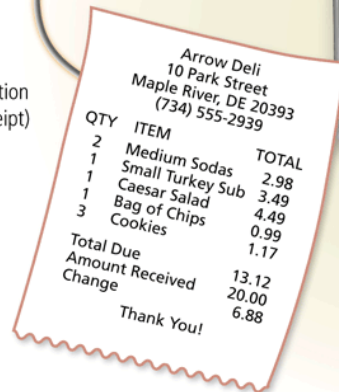 tion
ipt)
Arrow Deli
10 Park Street
Maple River, DE 20393
(734) 555-2939
QTY ITEM TOTAL
2 Medium Sodas 2.98
1 Small Turkey Sub 3.49
1 Caesar Salad 4.49
1 Bag of Chips 0.99
3 Cookies 1.17
Total Due 13.12
Amount Received 20.00
Change 6.88
Thank You!